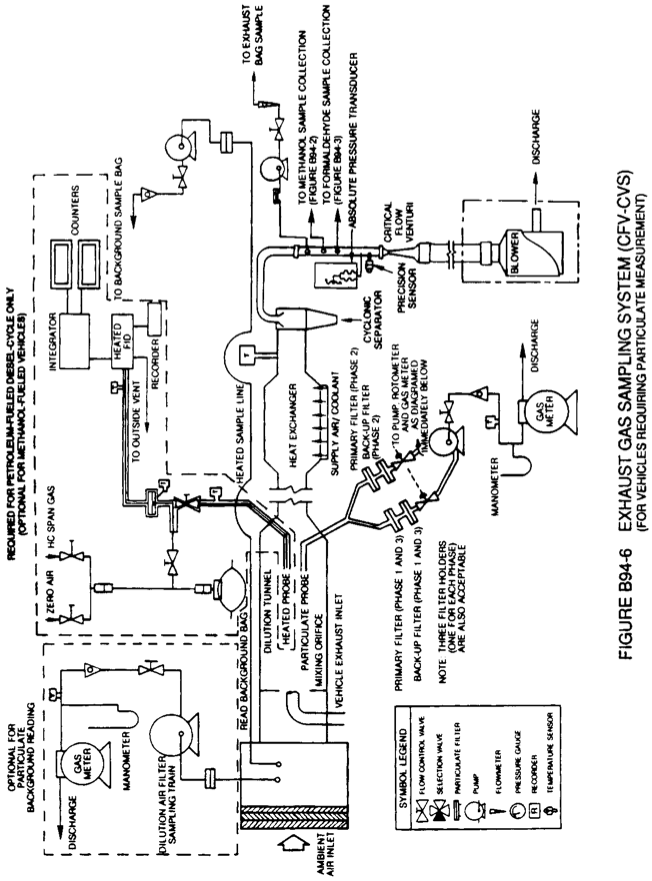 REQUIRED FOR PETROLEUM-FUELED DIESEL-CYCLE ONLY
(OPTIONAL FOR METHANOL-FUELED VEHICLES)
OPTIONAL FOR
PARTICULATE
BACKGROUND READING
DISCHARGE
GAS
METER
MANOMETER
DILUTION AIR FILTER
SAMPLING TRAIN
ZERO AIR
HC SPAN GAS
INTEGRATOR
COUNTERS
HEATED
FID
RECORDER
TO OUTSIDE VENT
TO BACKGROUND SAMPLE BAG
TO EXHAUST
BAG SAMPLE
READ BACKGROUND BAG
HEATED SAMPLE LINE
T
DILUTION TUNNEL
HEATED PROBE
PARTICULATE PROBE
MIXING ORIFICE
VEHICLE EXHAUST INLET
AMBIENT
AIR INLET
HEAT EXCHANGER
SUPPLY AIR/COOLANT
CYCLONIC
SEPARATOR
TO METHANOL SAMPLE COLLECTION
(FIGURE B94-2)
TO FORMALDEHYDE SAMPLE COLLECTION
(FIGURE B94-3)
ABSOLUTE PRESSURE TRANSDUCER
CRITICAL
FLOW
VENTURI
PRECISION
SENSOR
BLOWER
DISCHARGE
PRIMARY FILTER (PHASE 2)
BACK-UP FILTER
(PHASE 2)
TO PUMP ROTOMETER
AND GAS METER
AS DIAGRAMED
IMMEDIATELY BELOW
PRIMARY FILTER (PHASE 1 AND 3)
BACK-UP FILTER (PHASE 1 AND 3)
NOTE THREE FILTER HOLDERS
(ONE FOR EACH PHASE)
ARE ALSO ACCEPTABLE
MANOMETER
GAS
METER
DISCHARGE
SYMBOL LEGEND
FLOW CONTROL VALVE
SELECTION VALVE
PARTICULATE FILTER
PUMP
FLOWMETER
PRESSURE GAUGE
R
RECORDER
TEMPERATURE SENSOR
FIGURE B94-6 EXHAUST GAS SAMPLING SYSTEM (CFV-CVS)
(FOR VEHICLES REQUIRING PARTICULATE MEASUREMENT)